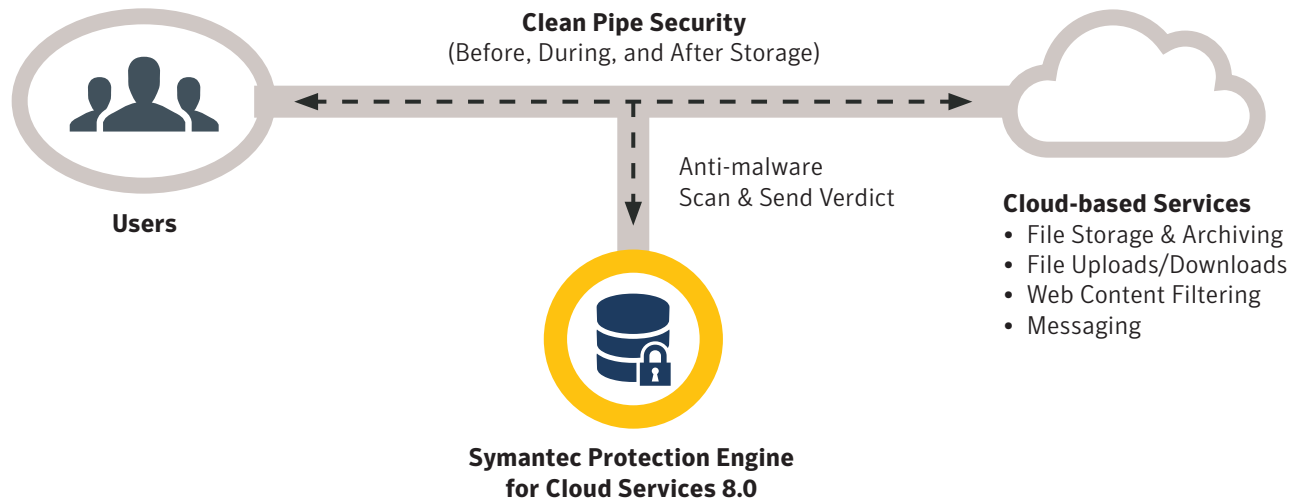 Clean Pipe Security
(Before, During, and After Storage)
Anti-malware
Scan & Send Verdict
Users
Cloud-based Services
• File Storage & Archiving
• File Uploads/Downloads
• Web Content Filtering
• Messaging
Symantec Protection Engine
for Cloud Services 8.0